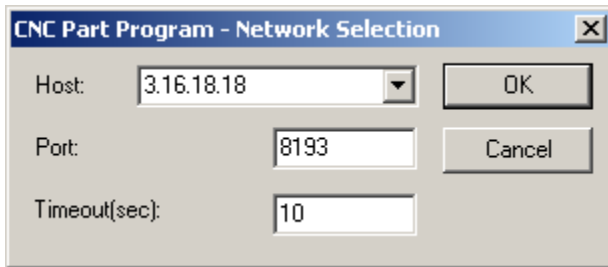 CNC Part Program - Network Selection
Host: 3.16.18.18 OK
Port: 8193 Cancel
Timeout(sec): 10